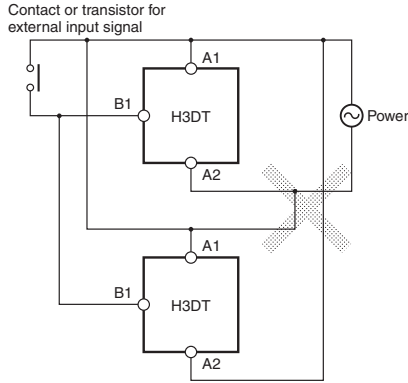 Contact or transistor for
external input signal
A1
B1
H3DT
Power
A2
A1
B1
H3DT
A2